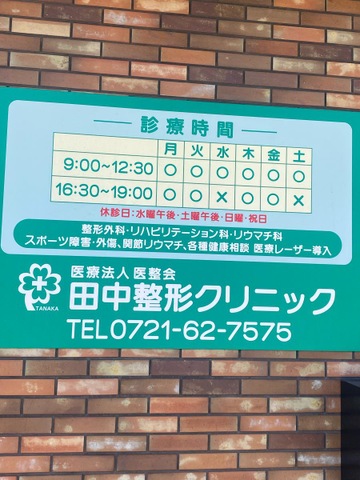 診療時間
月 火 水 木 金 土
9:00~12:30 ○ ○ ○ ○ ○ ○
16:30~19:00 ○ ○ × ○ ○ ×
休診日:水曜午後・土曜午後・日曜・祝日
整形外科・リハビリテーション科・リウマチ科
スポーツ障害・外傷、関節リウマチ、各種健康相談 医療レーザー導入
医療法人医整会
TANAKA 田中整形クリニック
TEL0721-62-7575